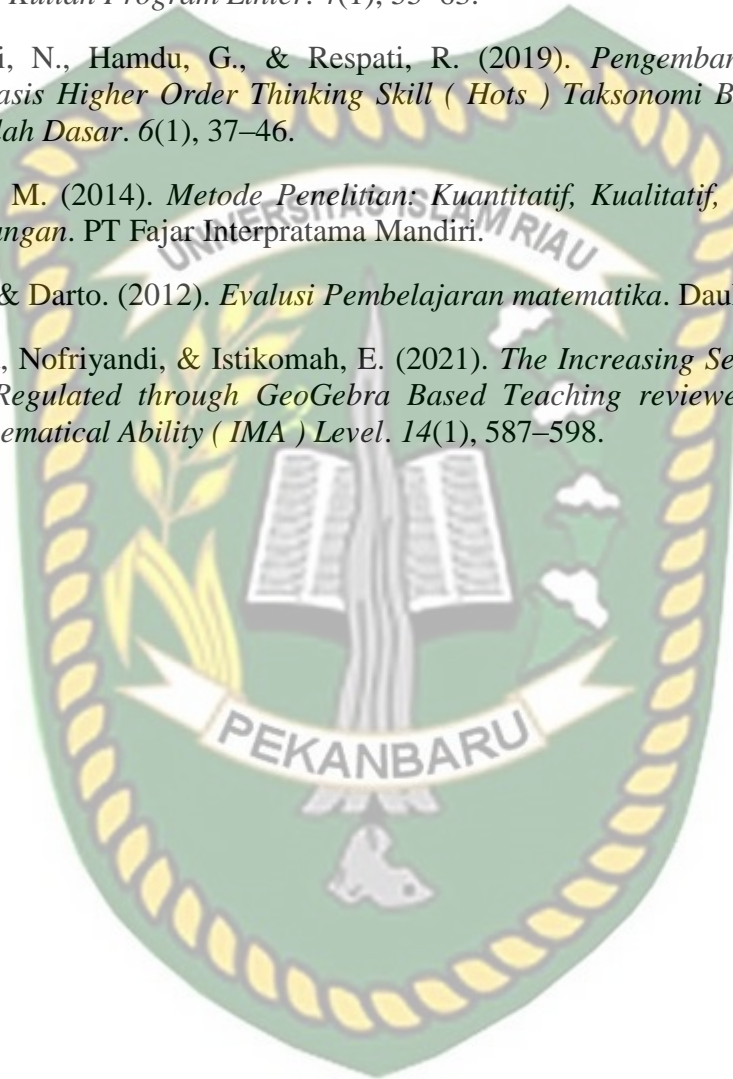 Kuliah Program Linier. 4(1), 55–63.
i, N., Hamdu, G., & Respati, R. (2019). Pengemban
asis Higher Order Thinking Skill ( Hots ) Taksonomi B
lah Dasar. 6(1), 37–46.
M. (2014). Metode Penelitian: Kuantitatif, Kualitatif,
ngan. PT Fajar Interpratama Mandiri.
& Darto. (2012). Evalusi Pembelajaran matematika. Dau
., Nofriyandi, & Istikomah, E. (2021). The Increasing Se
Regulated through GeoGebra Based Teaching reviewe
ematical Ability ( IMA ) Level. 14(1), 587–598.
UNIVERSITAS ISLAM RIAU
PEKANBARU